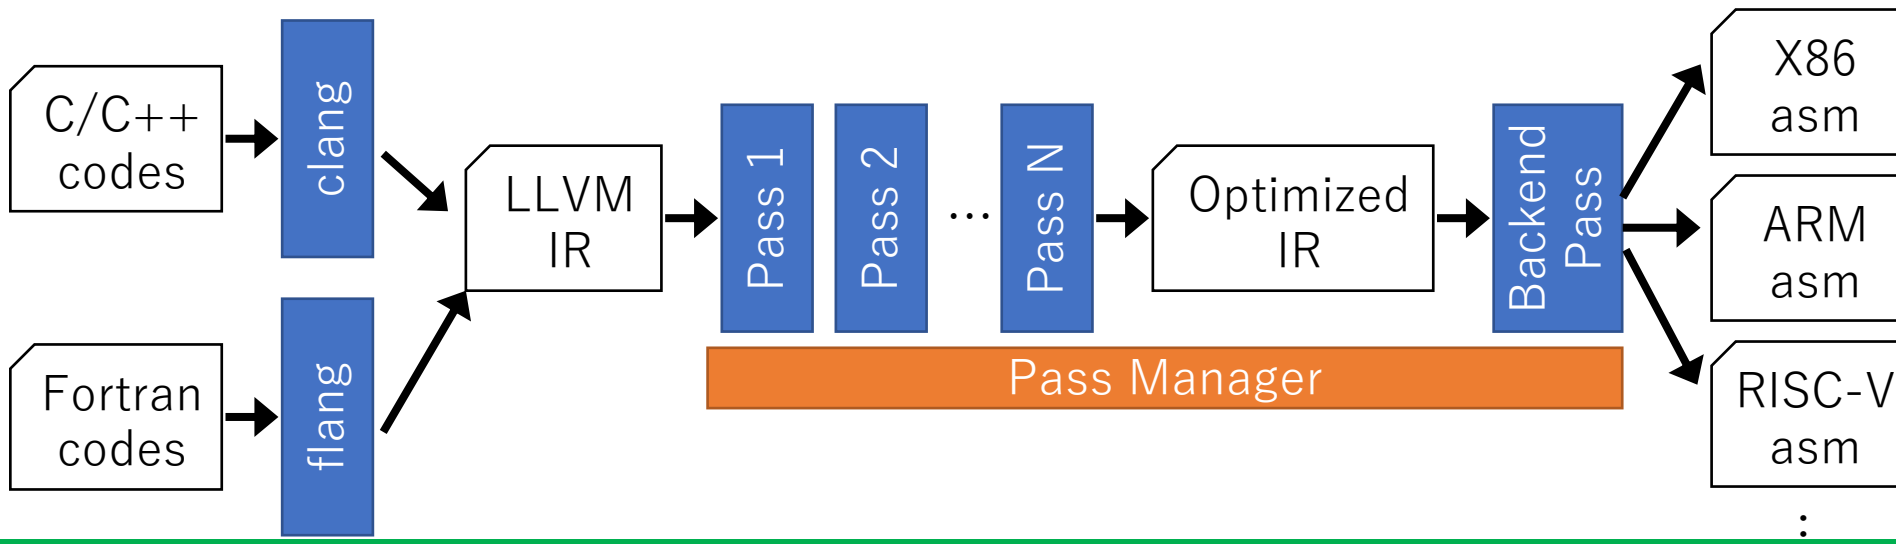 C/C++
codes
clang
Fortran
codes
flang
LLVM
IR
Pass 1
Pass 2
...
Pass N
Optimized
IR
Backend
Pass
Pass Manager
X86
asm
ARM
asm
RISC-V
asm
: